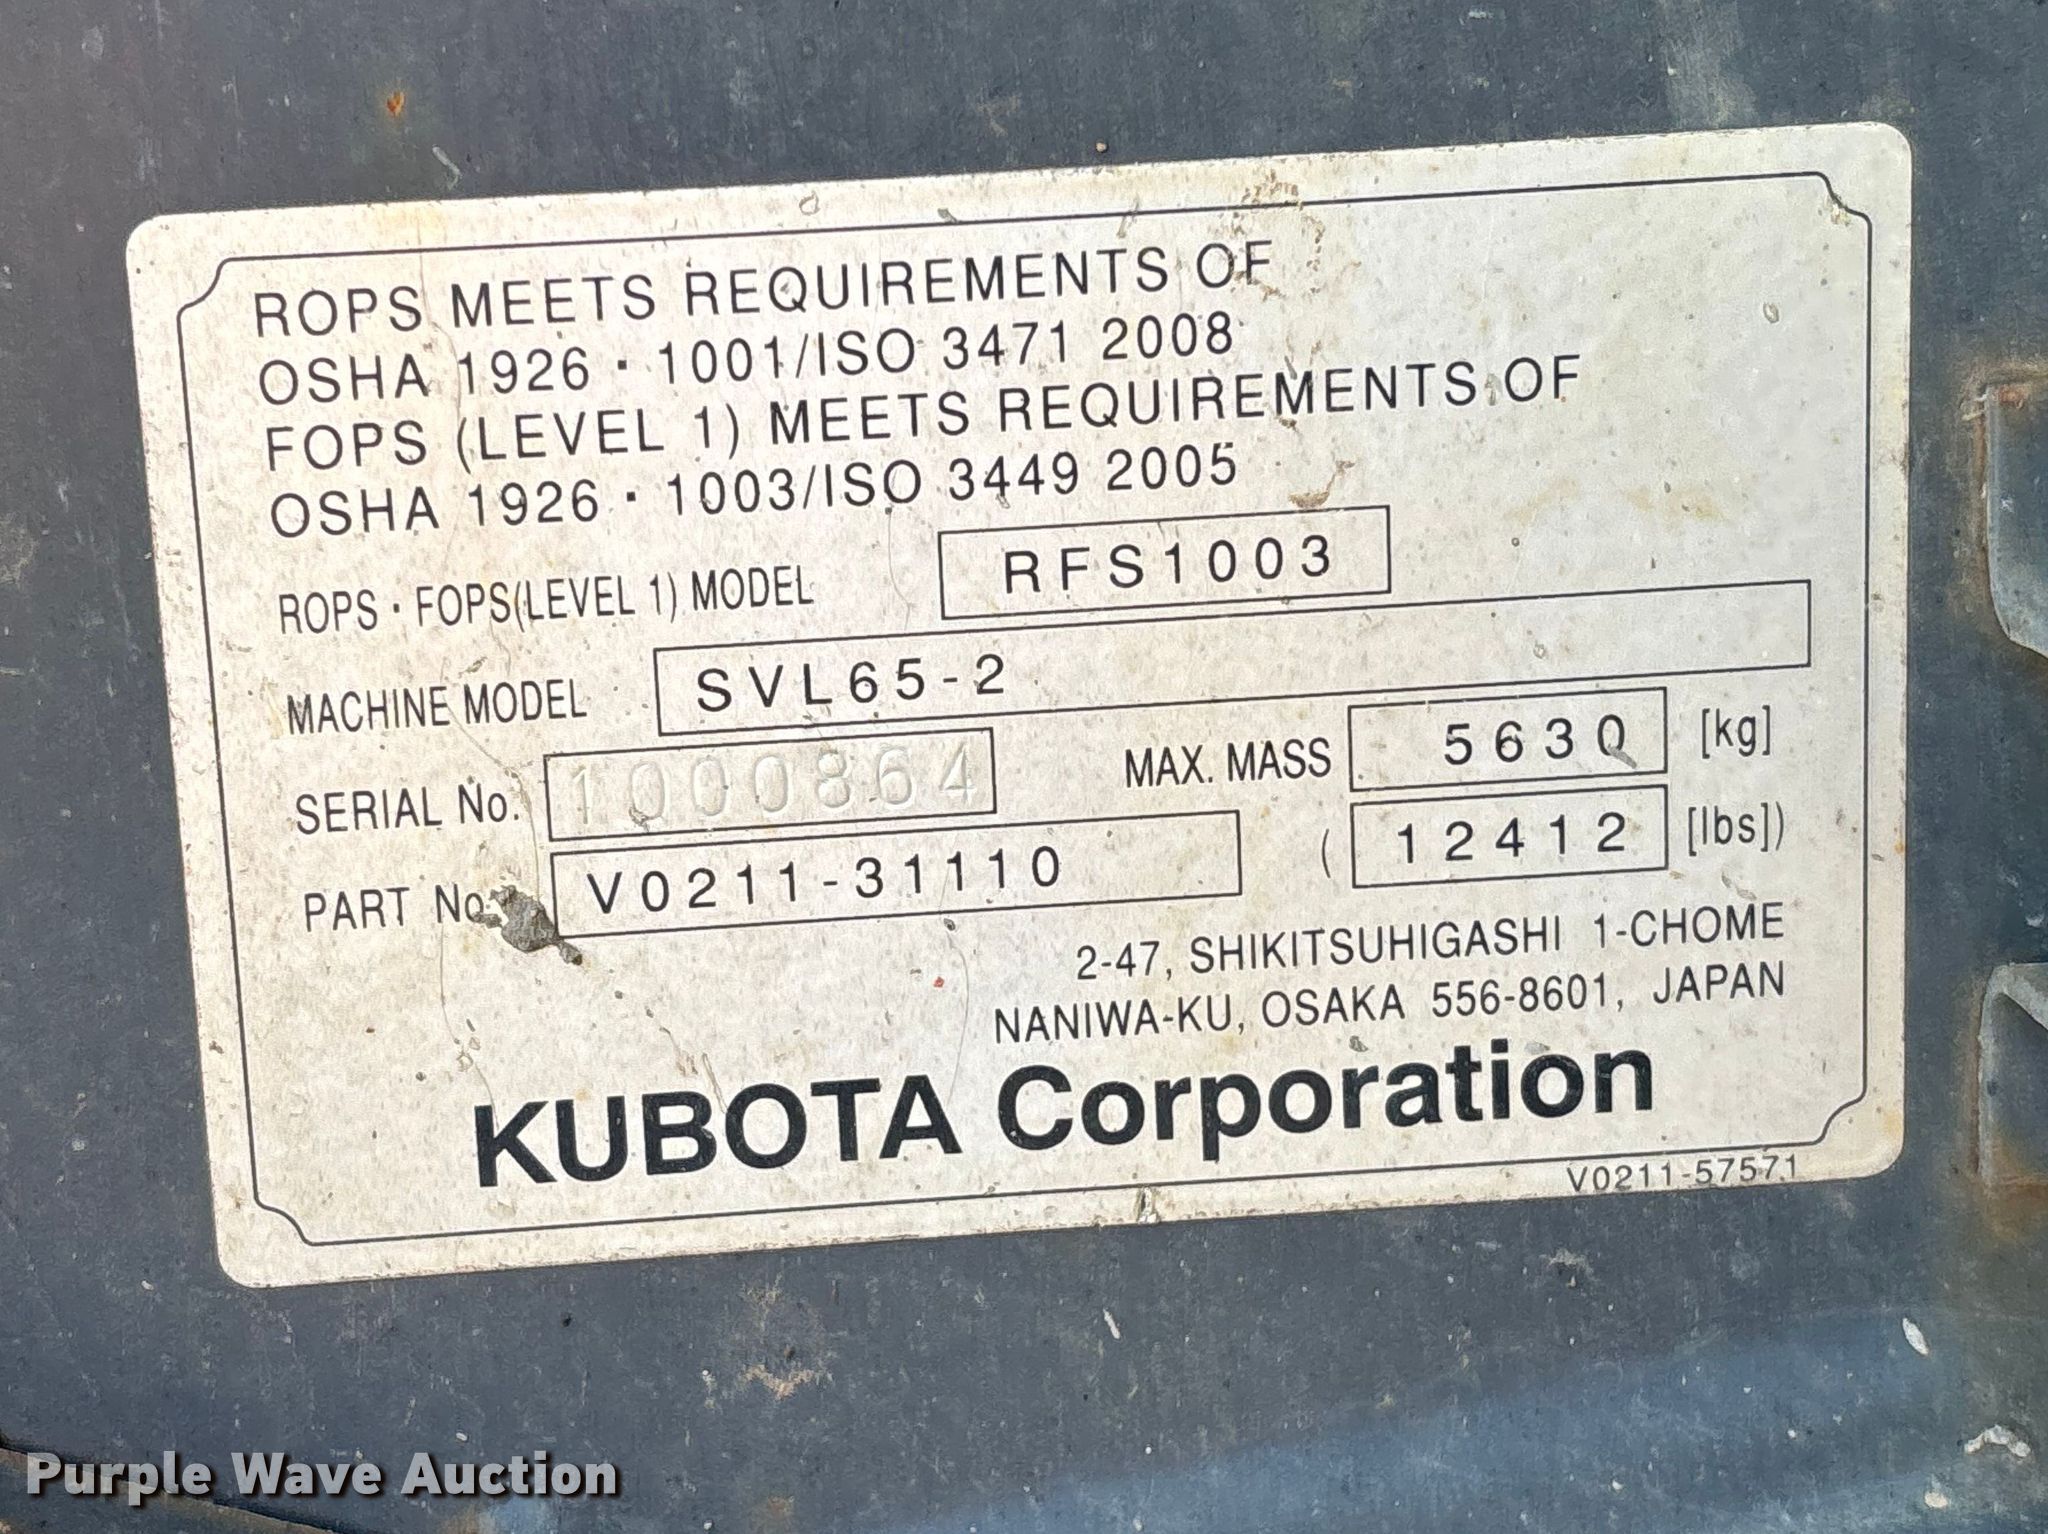 ROPS MEETS REQUIREMENTS OF
OSHA 1926・1001/ISO 3471 2008
FOPS (LEVEL 1) MEETS REQUIREMENTS OF
OSHA 1926・1003/ISO 3449 2005
ROPS・FOPS(LEVEL 1) MODEL RFS1003
MACHINE MODEL SVL65-2
SERIAL No. 1000864 MAX. MASS 5630 [kg]
PART No. V0211-31110 (12412 [lbs])
2-47, SHIKITSUHIGASHI 1-CHOME
NANIWA-KU, OSAKA 556-8601, JAPAN
KUBOTA Corporation
V0211-57571
Purple Wave Auction